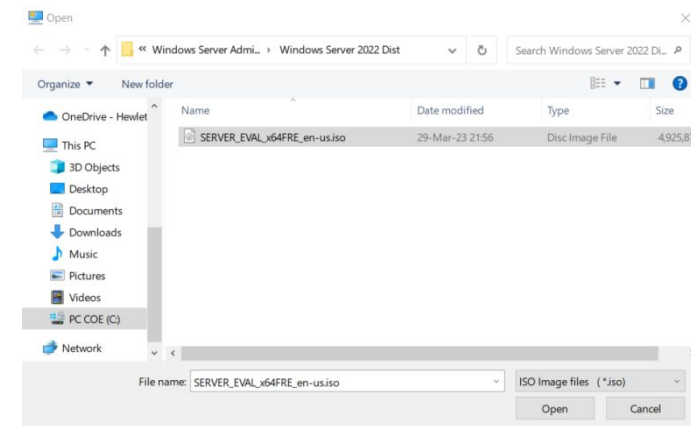 Open
« Windows Server Admi... › Windows Server 2022 Dist
Search Windows Server 2022 Di...
Organize
New folder
Name
Date modified
Type
Size
OneDrive - Hewlet
This PC
3D Objects
Desktop
Documents
Downloads
Music
Pictures
Videos
PC COE (C:)
Network
SERVER_EVAL_x64FRE_en-us.iso
29-Mar-23 21:56
Disc Image File
4,925,8
File name:
SERVER_EVAL_x64FRE_en-us.iso
ISO Image files (*.iso)
Open
Cancel